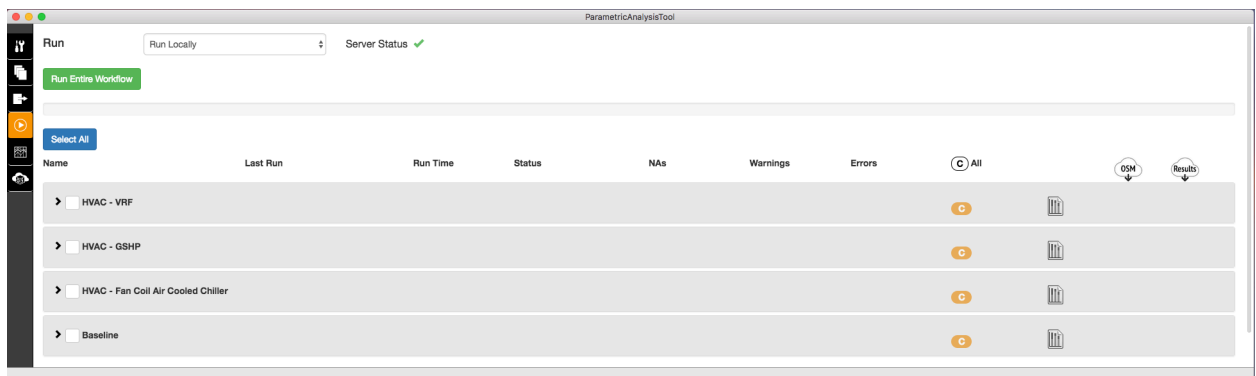 ParametricAnalysisTool
Run Run Locally Server Status
Run Entire Workflow
Select All
Name Last Run Run Time Status NAs Warnings Errors C All OSM Results
HVAC - VRF C
HVAC - GSHP C
HVAC - Fan Coil Air Cooled Chiller C
Baseline C